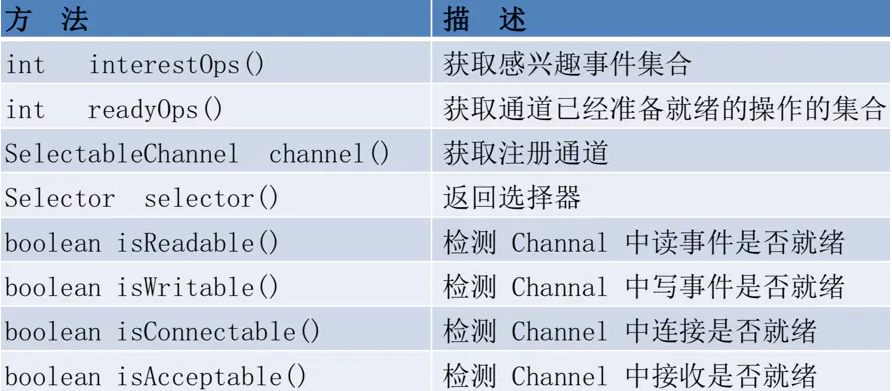 方 法 描 述
int interestOps() 获取感兴趣事件集合
int readyOps() 获取通道已经准备就绪的操作的集合
SelectableChannel channel() 获取注册通道
Selector selector() 返回选择器
boolean isReadable() 检测 Channal 中读事件是否就绪
boolean isWritable() 检测 Channal 中写事件是否就绪
boolean isConnectable() 检测 Channel 中连接是否就绪
boolean isAcceptable() 检测 Channel 中接收是否就绪